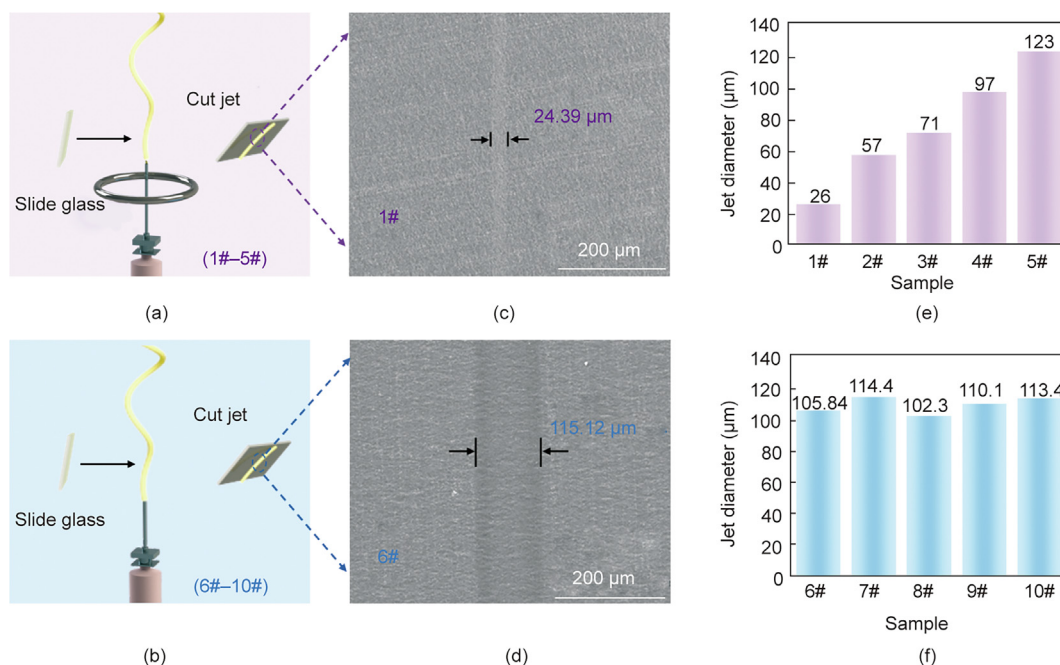 Cut jet
Slide glass
(1#–5#)
(a)
24.39 µm
1#
200 µm
(c)
Jet diameter (µm)
140
120
100
80
60
40
20
0
26
57
71
97
123
1#
2#
3#
4#
5#
Sample
(e)
Cut jet
Slide glass
(6#–10#)
(b)
115.12 µm
6#
200 µm
(d)
Jet diameter (µm)
140
120
100
80
60
40
20
0
105.84
114.4
102.3
110.1
113.4
6#
7#
8#
9#
10#
Sample
(f)